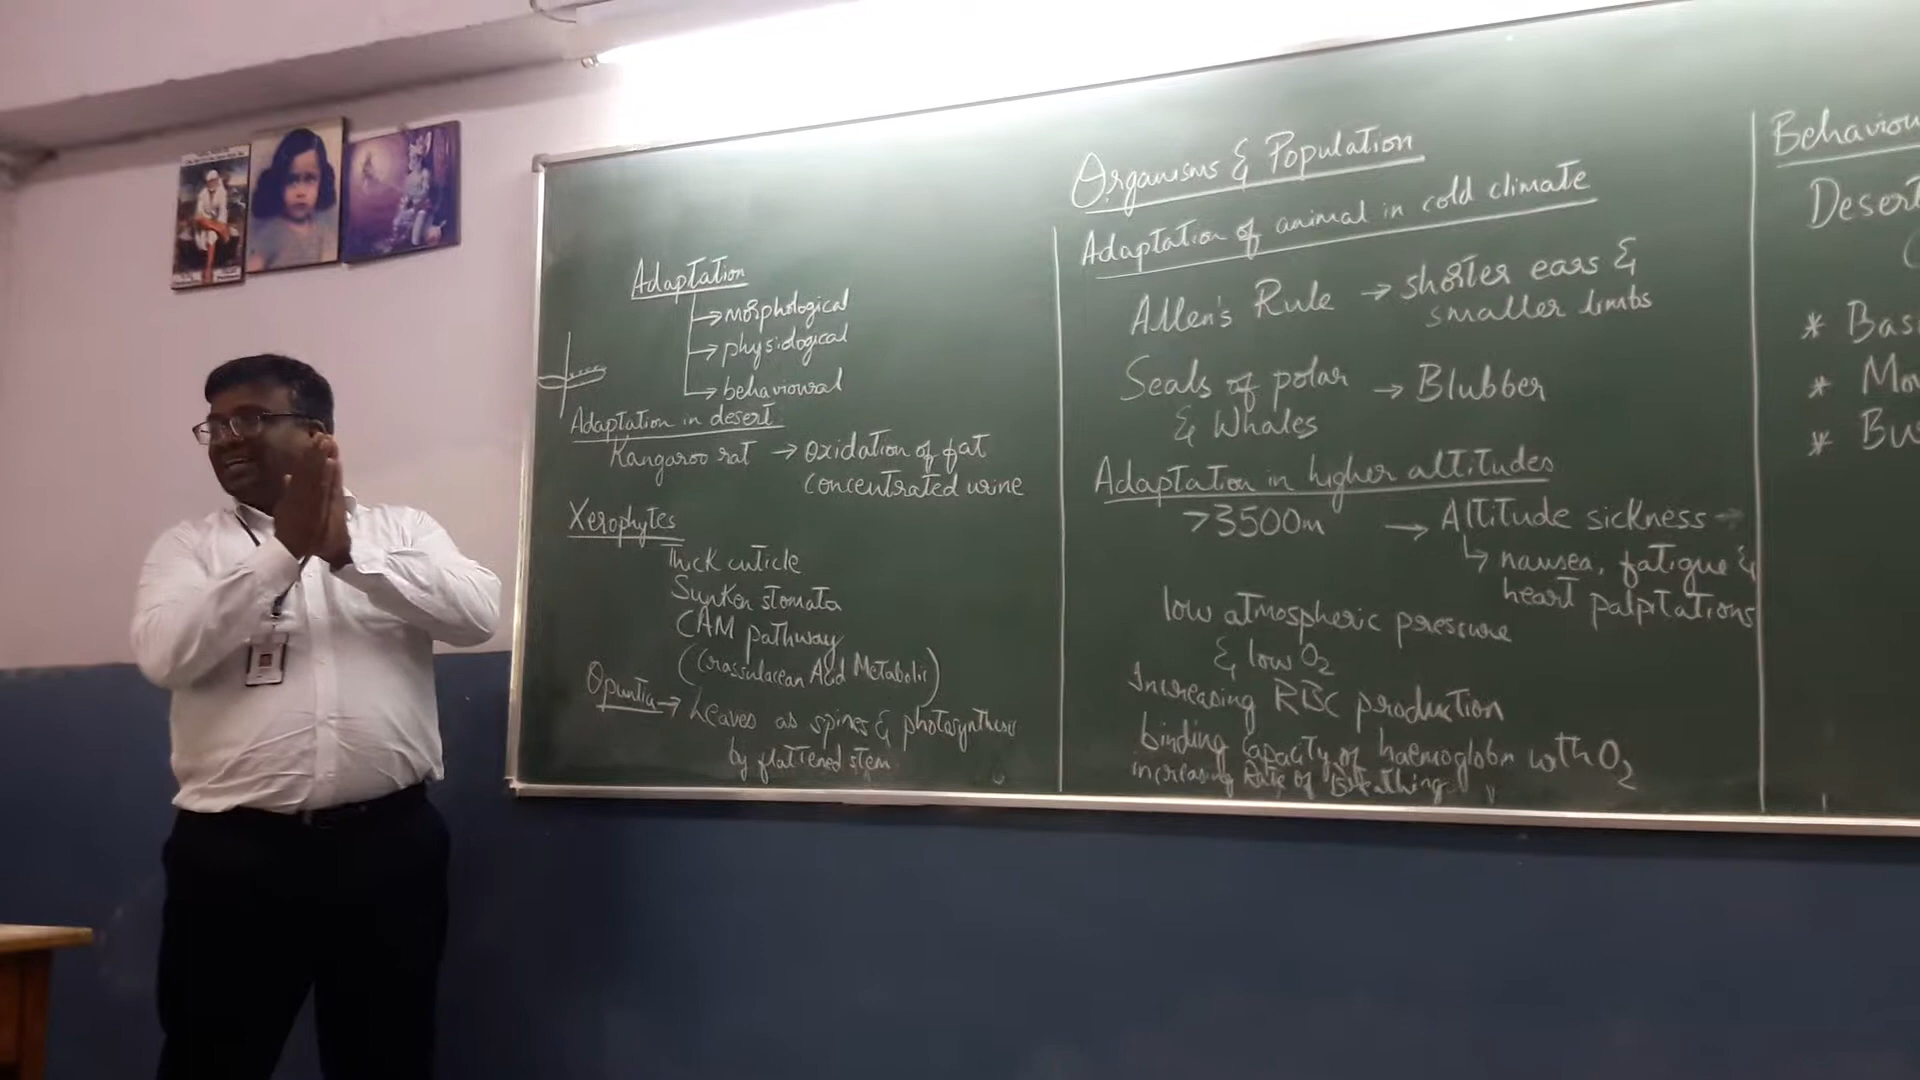 Organisms & Population
Adaptation
→ morphological
→ physiological
→ behavioural
Adaptation in desert
Kangaroo rat → Oxidation of fat
concentrated urine
Xerophytes
Thick cuticle
Sunken stomata
CAM pathway
(Crassulacean Acid Metabolic)
Opuntia → Leaves as spines & photosynthesis
by flattened stem
Adaptation of animal in cold climate
Allen's Rule → shorter ears &
smaller limbs
Seals of polar → Blubber
& Whales
Adaptation in higher altitudes
>3500m → Altitude sickness →
↳ nausea, fatigue &
heart palpitations
low atmospheric pressure
& low O₂
Increasing RBC production
binding capacity of haemoglobin with O₂
increasing Rate of Breathing
Behaviou
Desert
* Bas
* Mo
* Bu